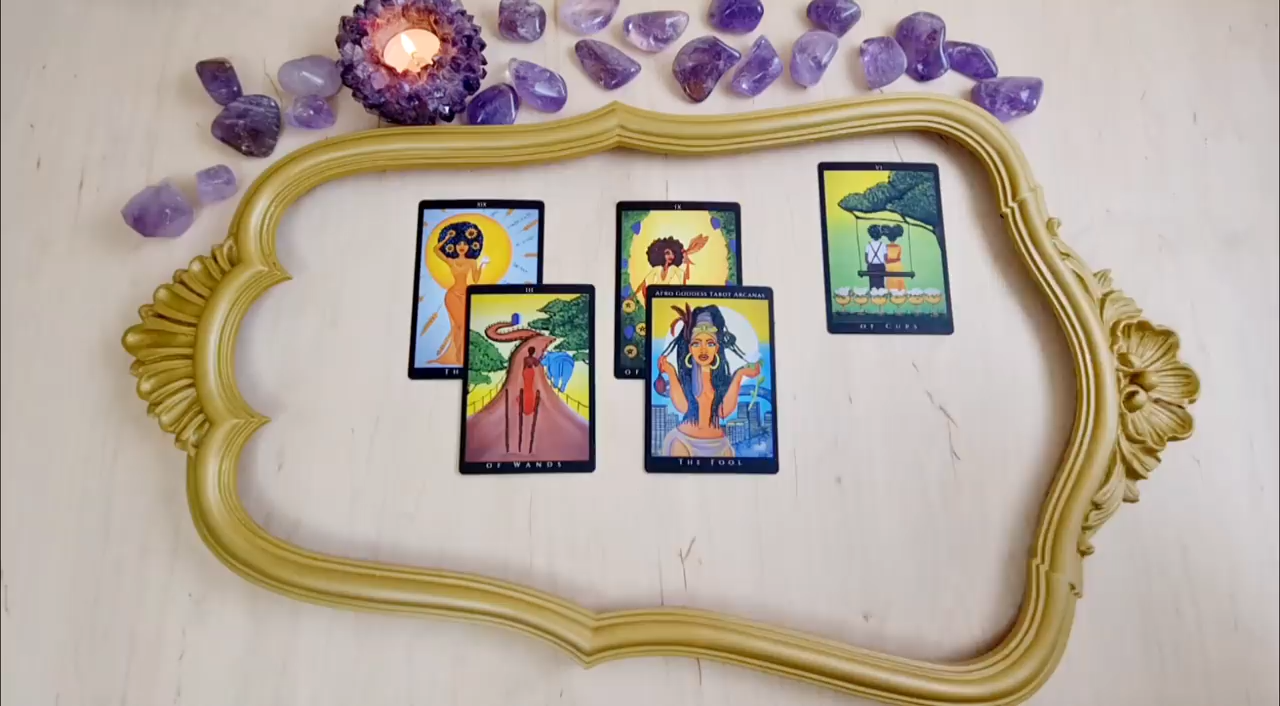 XIX
TH
III
OF WANDS
IX
OF
AFRO GODDESS TAROT ARCANAS
THE FOOL
VI
OF CUPS